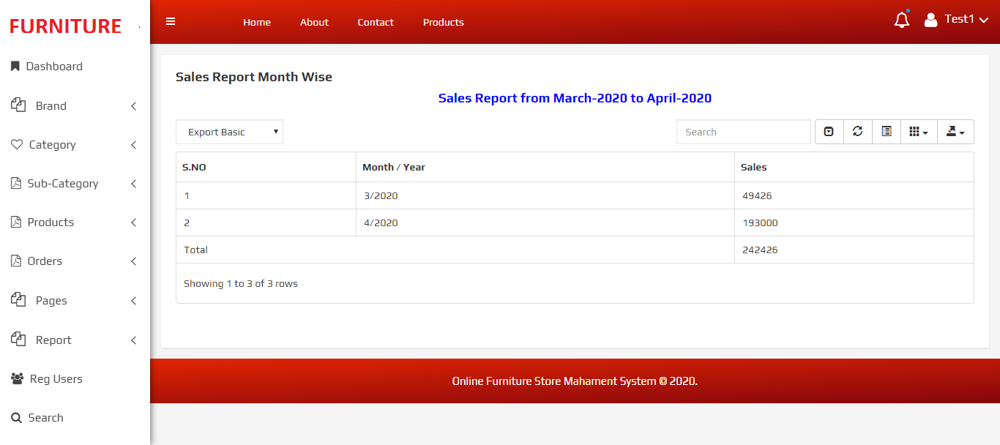 FURNITURE
Home About Contact Products Test1
Dashboard
Brand
Category
Sub-Category
Products
Orders
Pages
Report
Reg Users
Search
Sales Report Month Wise
Sales Report from March-2020 to April-2020
Export Basic Search
S.NO Month / Year Sales
1 3/2020 49426
2 4/2020 193000
Total 242426
Showing 1 to 3 of 3 rows
Online Furniture Store Mahament System © 2020.